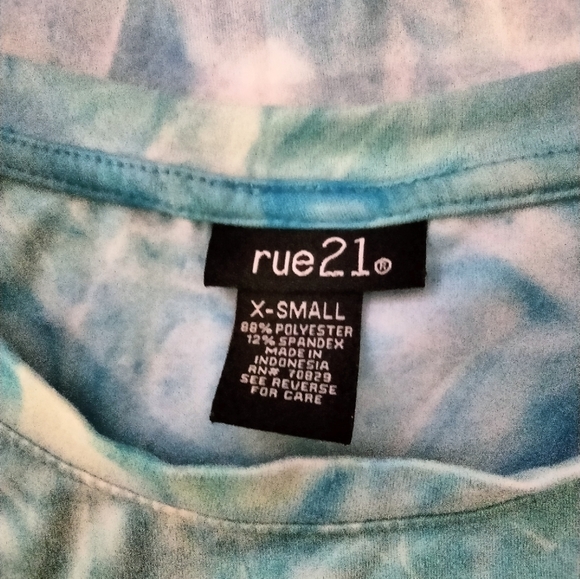 rue21®
X-SMALL
88% POLYESTER
12% SPANDEX
MADE IN
INDONESIA
RN# 70829
SEE REVERSE
FOR CARE